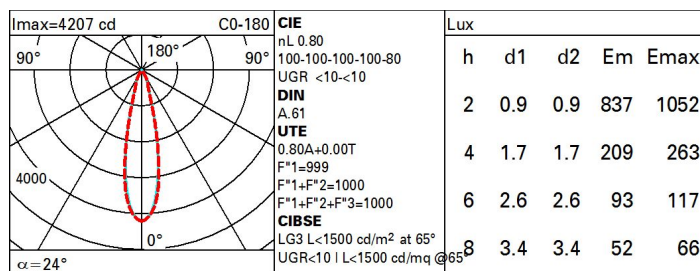 Imax=4207 cd C0-180
90° 180° 90°
4000
0°
α=24°
CIE
nL 0.80
100-100-100-100-80
UGR <10-<10
DIN
A.61
UTE
0.80A+0.00T
F"1=999
F"1+F"2=1000
F"1+F"2+F"3=1000
CIBSE
LG3 L<1500 cd/m² at 65°
UGR<10 | L<1500 cd/mq @65°
Lux
h d1 d2 Em Emax
2 0.9 0.9 837 1052
4 1.7 1.7 209 263
6 2.6 2.6 93 117
8 3.4 3.4 52 66